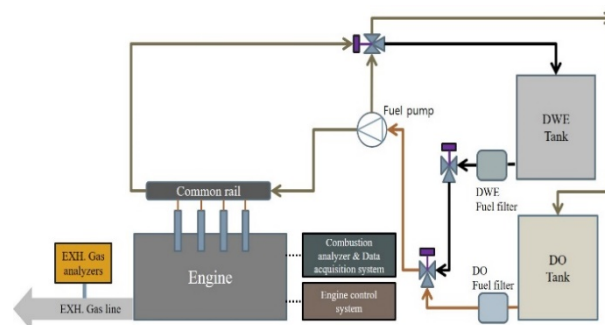 Fuel pump
DWE
Tank
Common rail
DWE
Fuel filter
EXH. Gas
analyzers
Engine
Combustion
analyzer & Data
acquisition system
DO
Fuel filter
DO
Tank
EXH. Gas line
Engine control
system